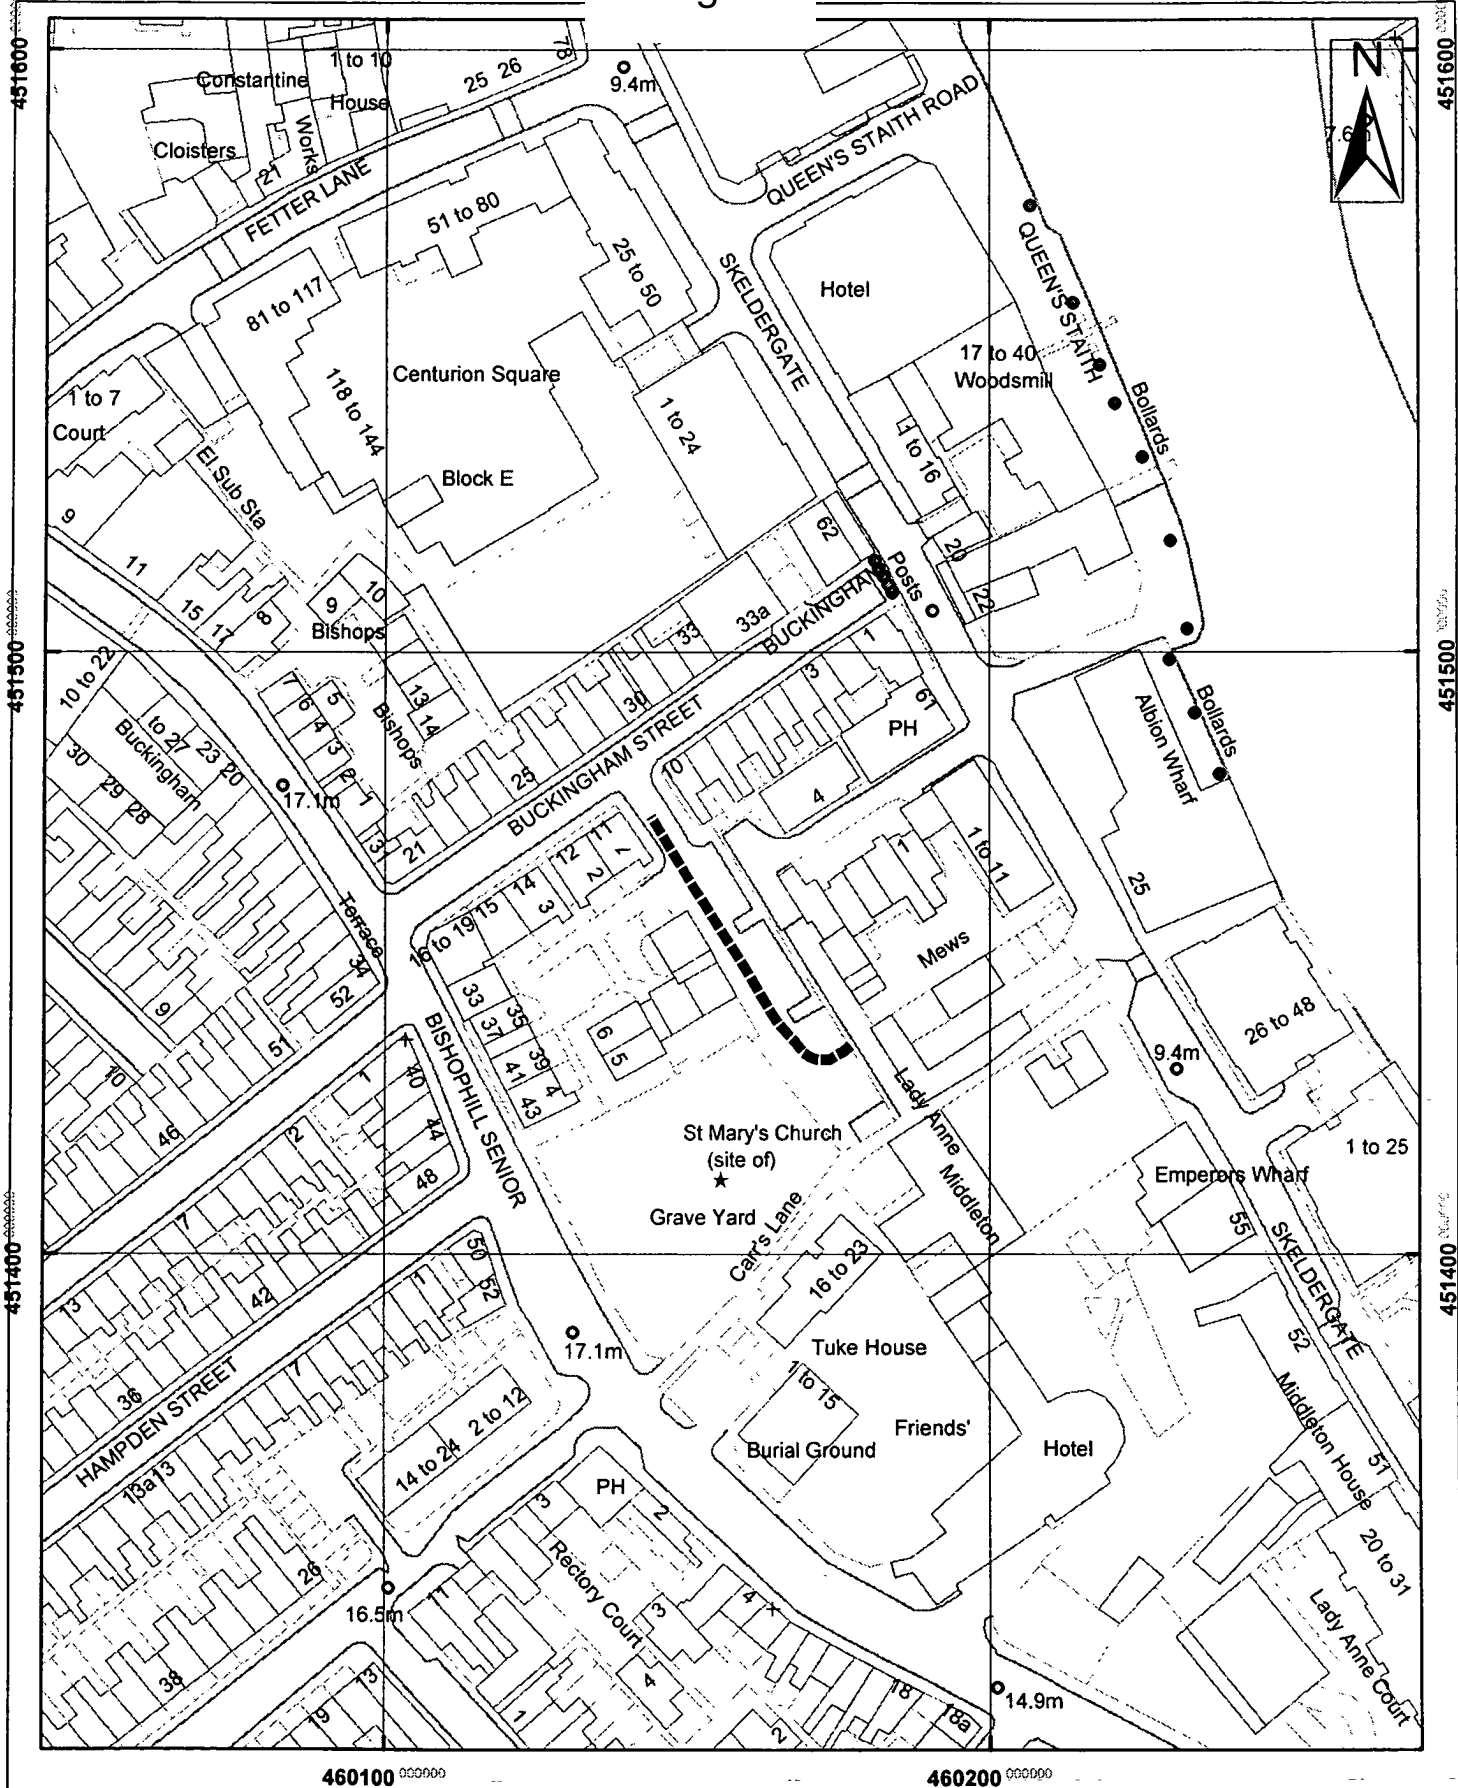 451600
451600
N
7.6m
1 to 10
Constantine
House
Works
Cloisters
21
25 26
78
9.4m
FETTER LANE
QUEEN'S STAITH ROAD
51 to 80
25 to 50
81 to 117
SKELDERGATE
Hotel
QUEEN'S STAITH
17 to 40
Woodsmill
Bollards
Centurion Square
118 to 144
1 to 24
1 to 7
Court
Block E
1 to 16
El Sub Sta
9
11
62
Posts
20
22
10
9
Bishops
15
17
8
33a
33
BUCKINGHAM
1
3
451500
451500
10 to 22
7
6
5
4
3
2
1
13
14
Bishops
30
61
PH
Albion Wharf
Bollards
to 27
Buckingham
23
20
30
29
28
17.1m
BUCKINGHAM STREET
25
21
13
10
4
11
12
2
14
3
15
16 to 19
1
1 to 11
25
Terrace
34
52
51
9
10
46
33
35
37
39
41
4
43
6
5
Mews
26 to 48
9.4m
BISHOPHILL SENIOR
1
40
44
48
2
7
13
42
Lady Anne
Middleton
St Mary's Church
(site of)
Grave Yard
Carr's Lane
1 to 25
Emperors Wharf
55
SKELDERGATE
52
451400
451400
50
52
1
7
36
HAMPDEN STREET
13a
13
17.1m
16 to 23
Tuke House
1 to 15
Friends'
Burial Ground
Hotel
Middleton House
51
2 to 12
14 to 24
PH
3
2
Rectory Court
26
11
16.5m
3
4
4
38
19
13
1
2
18
18a
14.9m
20 to 31
Lady Anne Court
460100
460200